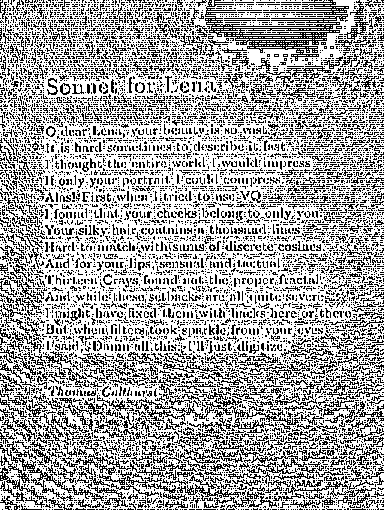 Sonnet for Lena
O dear Lena, your beauty is so vast
It is hard sometimes to describe it fast.
I thought the entire world I would impress
If only your portrait I could compress.
Alas! First when I tried to use VQ
I found that your cheeks belong to only you.
Your silky hair contains a thousand lines
Hard to match with sums of discrete cosines.
And for your lips, sensual and tactual
Thirteen Crays found not the proper fractal.
And while these setbacks are all quite severe
I might have fixed them with hacks here or there
But when filters took sparkle from your eyes
I said, 'Damn all this. I'll just digitize.'
Thomas Colthurst